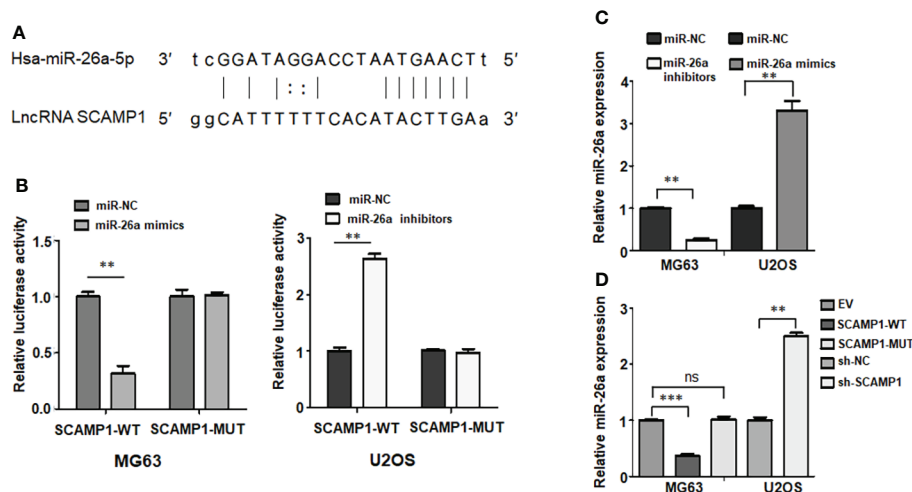 A
Hsa-miR-26a-5p 3′ tcGGATAGGACCTAATGAACTt 5′
LncRNA SCAMP1 5′ ggCATTTTTTCACATACTTGAa 3′
B
miR-NC
miR-26a mimics
Relative luciferase activity
1.5
1.0
0.5
0.0
**
SCAMP1-WT SCAMP1-MUT
MG63
miR-NC
miR-26a inhibitors
Relative luciferase activity
3
2
1
0
**
SCAMP1-WT SCAMP1-MUT
U2OS
C
miR-NC miR-NC
miR-26a inhibitors miR-26a mimics
Relative miR-26a expression
4
3
2
1
0
** **
MG63 U2OS
D
EV
SCAMP1-WT
SCAMP1-MUT
sh-NC
sh-SCAMP1
Relative miR-26a expression
3
2
1
0
ns
***
**
MG63 U2OS